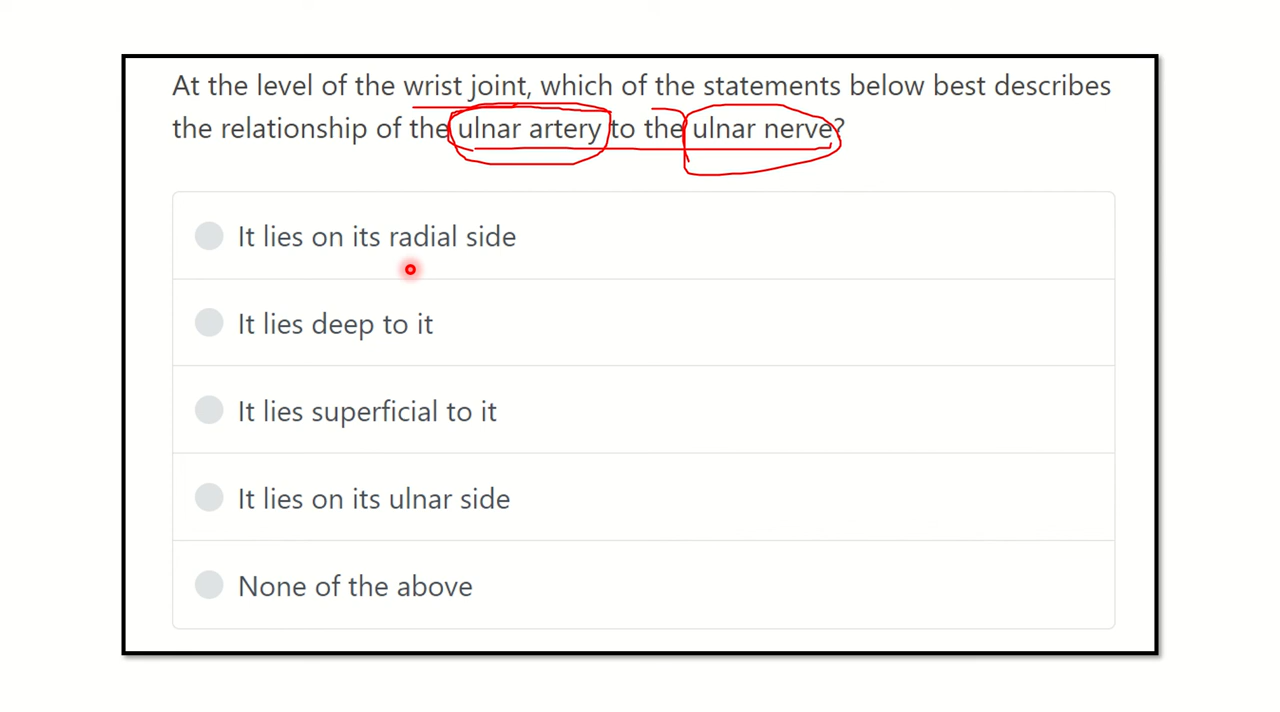 At the level of the wrist joint, which of the statements below best describes
the relationship of the ulnar artery to the ulnar nerve?
It lies on its radial side
It lies deep to it
It lies superficial to it
It lies on its ulnar side
None of the above